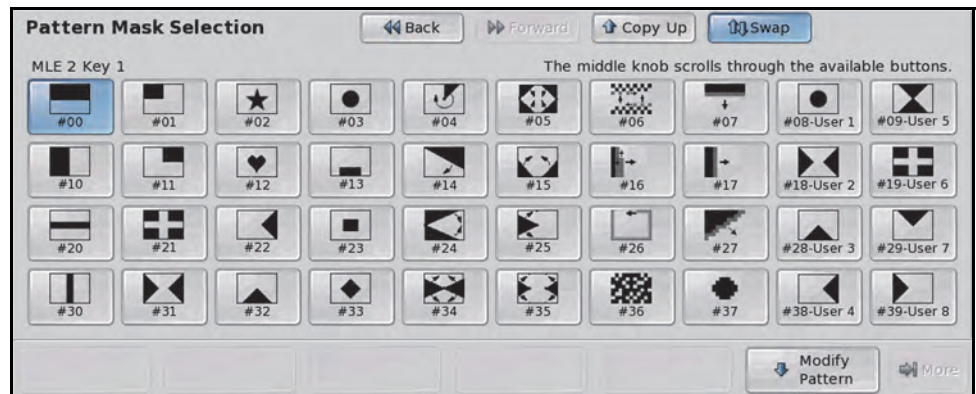 Pattern Mask Selection Back Forward Copy Up Swap
MLE 2 Key 1 The middle knob scrolls through the available buttons.
#00 #01 #02 #03 #04 #05 #06 #07 #08-User 1 #09-User 5
#10 #11 #12 #13 #14 #15 #16 #17 #18-User 2 #19-User 6
#20 #21 #22 #23 #24 #25 #26 #27 #28-User 3 #29-User 7
#30 #31 #32 #33 #34 #35 #36 #37 #38-User 4 #39-User 8
Modify
Pattern More